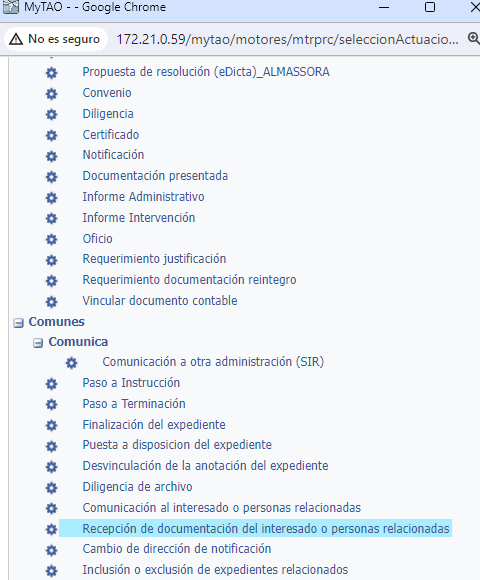 MyTAO - - Google Chrome
No es seguro 172.21.0.59/mytao/motores/mtrprc/seleccionActuacio...
Propuesta de resolución (eDicta)_ALMASSORA
Convenio
Diligencia
Certificado
Notificación
Documentación presentada
Informe Administrativo
Informe Intervención
Oficio
Requerimiento justificación
Requerimiento documentación reintegro
Vincular documento contable
Comunes
Comunica
Comunicación a otra administración (SIR)
Paso a Instrucción
Paso a Terminación
Finalización del expediente
Puesta a disposicion del expediente
Desvinculación de la anotación del expediente
Diligencia de archivo
Comunicación al interesado o personas relacionadas
Recepción de documentación del interesado o personas relacionadas
Cambio de dirección de notificación
Inclusión o exclusión de expedientes relacionados